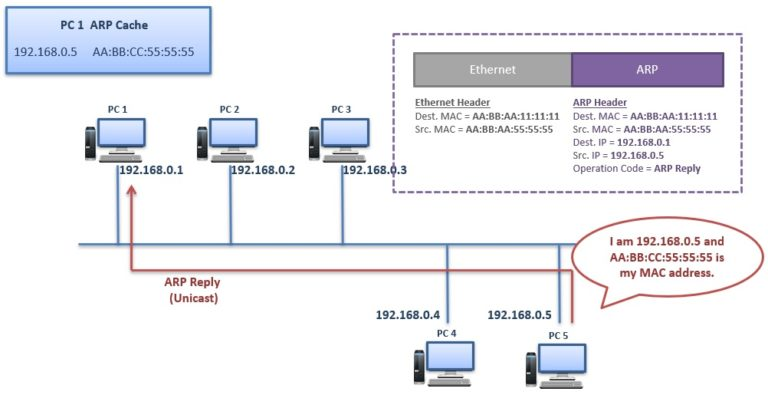 PC 1  ARP Cache
192.168.0.5 AA:BB:CC:55:55:55
Ethernet
ARP
Ethernet Header
Dest. MAC = AA:BB:AA:11:11:11
Src. MAC = AA:BB:AA:55:55:55
ARP Header
Dest. MAC = AA:BB:AA:11:11:11
Src. MAC = AA:BB:AA:55:55:55
Dest. IP = 192.168.0.1
Src. IP = 192.168.0.5
Operation Code = ARP Reply
PC 1
PC 2
PC 3
192.168.0.1
192.168.0.2
192.168.0.3
I am 192.168.0.5 and
AA:BB:CC:55:55:55 is
my MAC address.
ARP Reply
(Unicast)
192.168.0.4
192.168.0.5
PC 4
PC 5